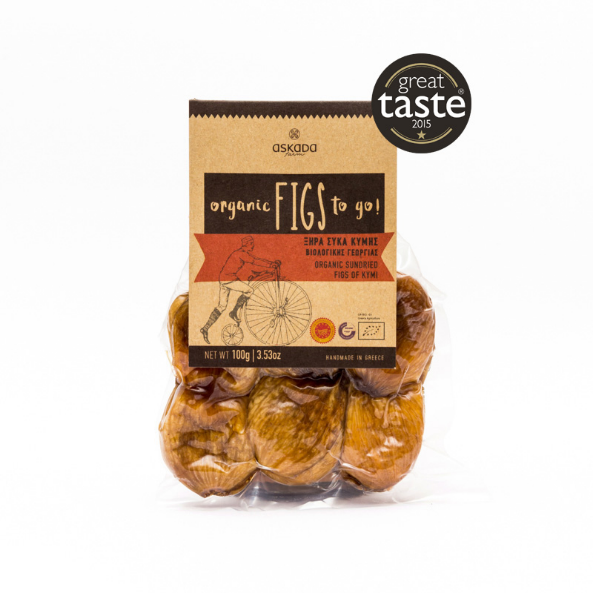 great
taste
2015
askada
farms
organic FIGS to go!
ΞΗΡΑ ΣΥΚΑ ΚΥΜΗΣ
ΒΙΟΛΟΓΙΚΗΣ ΓΕΩΡΓΙΑΣ
ORGANIC SUNDRIED
FIGS OF KYMI
NET WT 100g | 3.53oz
HANDMADE IN GREECE